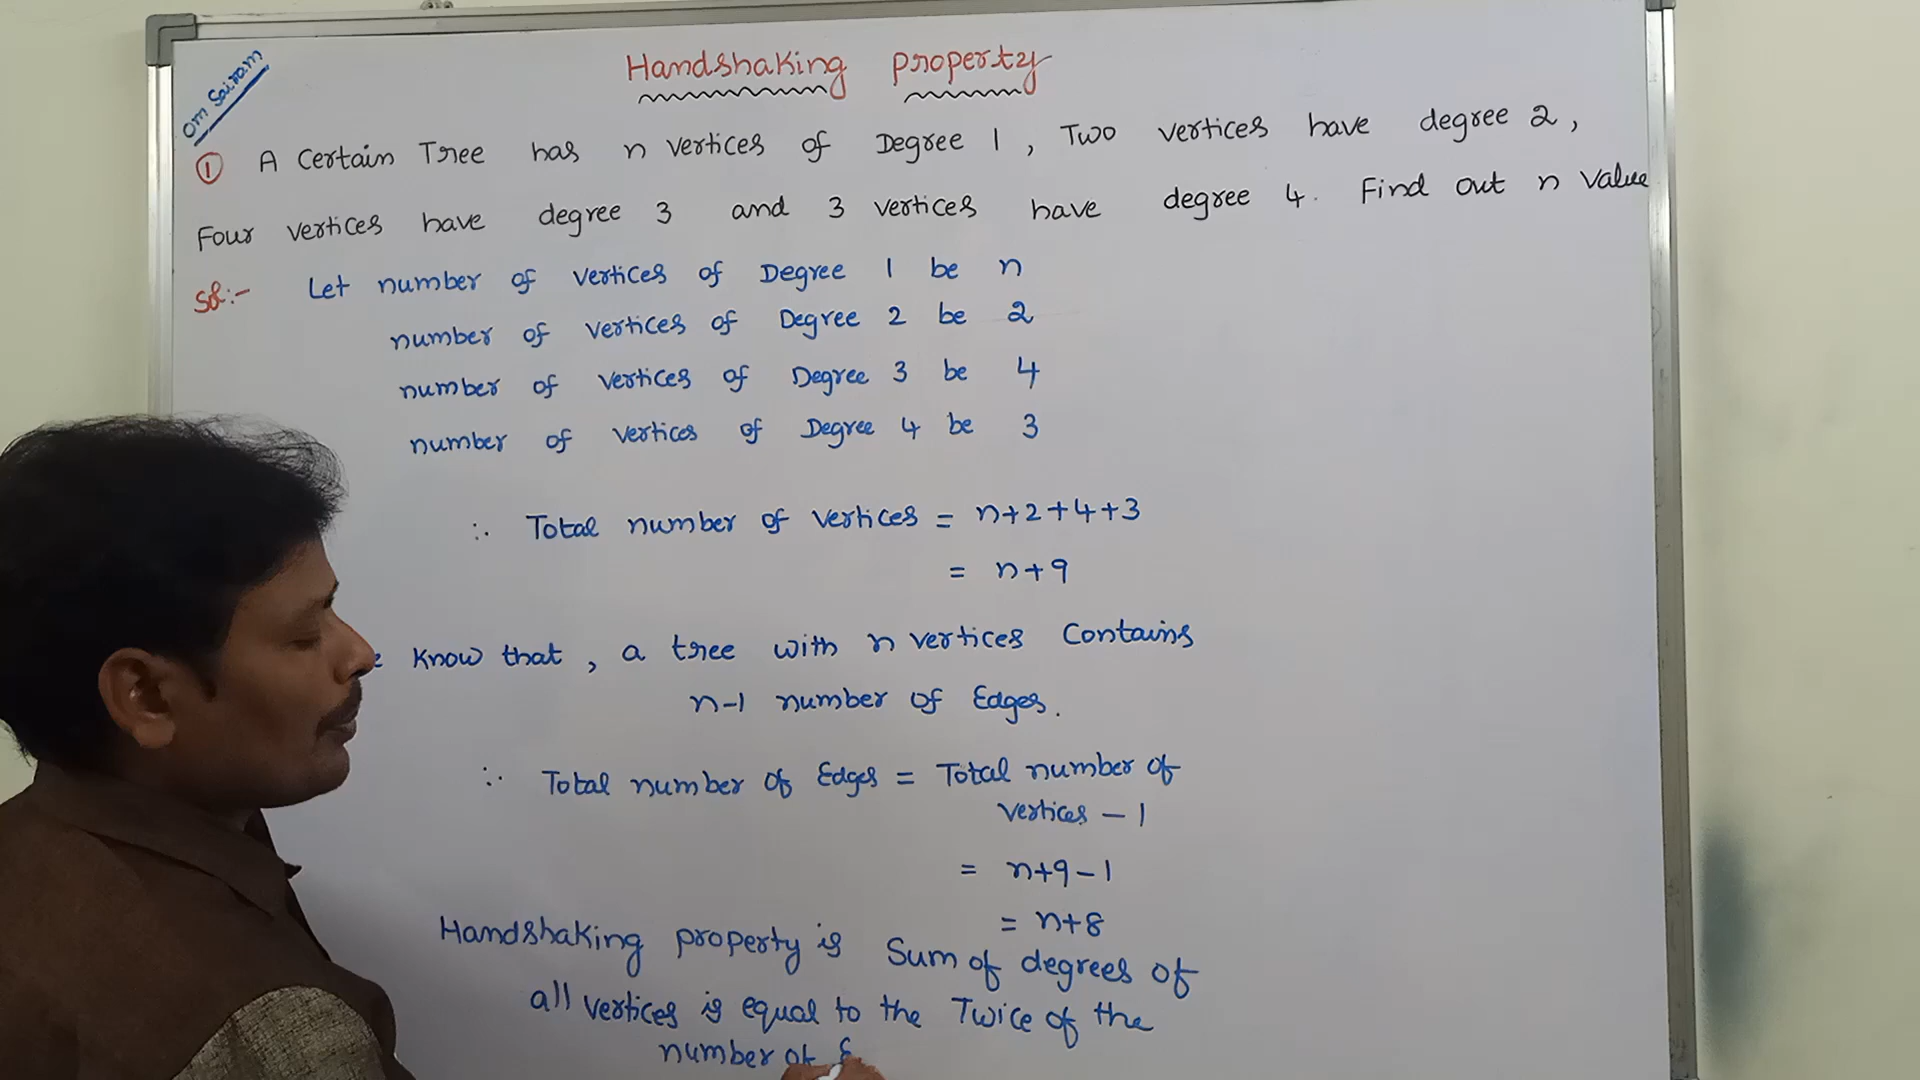 Om Sairam
Handshaking property
① A Certain Tree has n vertices of Degree 1, Two vertices have degree 2,
Four vertices have degree 3 and 3 vertices have degree 4. Find out n value
Sol:- Let number of vertices of Degree 1 be n
number of vertices of Degree 2 be 2
number of vertices of Degree 3 be 4
number of vertices of Degree 4 be 3
∴ Total number of vertices = n+2+4+3
= n+9
Know that, a tree with n vertices Contains
n-1 number of Edges.
∴ Total number of Edges = Total number of
vertices - 1
= n+9-1
= n+8
Handshaking property is Sum of degrees of
all vertices is equal to the Twice of the
number of